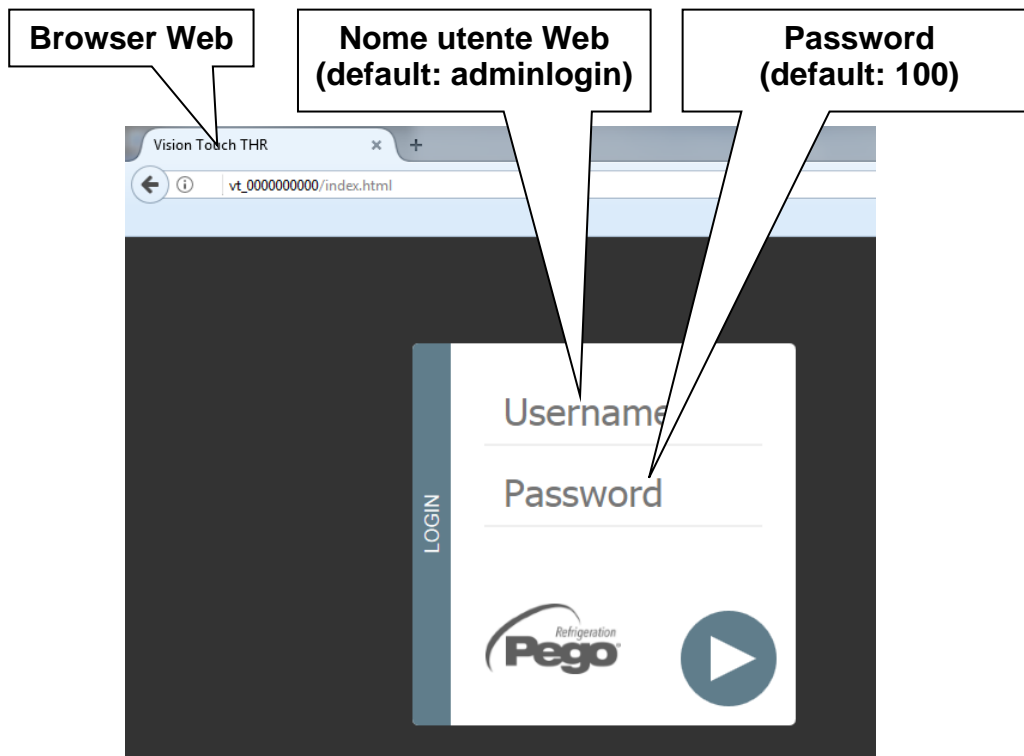 Browser Web
Nome utente Web
(default: adminlogin)
Password
(default: 100)
Vision Touch THR
vt_0000000000/index.html
Username
Password
LOGIN
Refrigeration
Pego